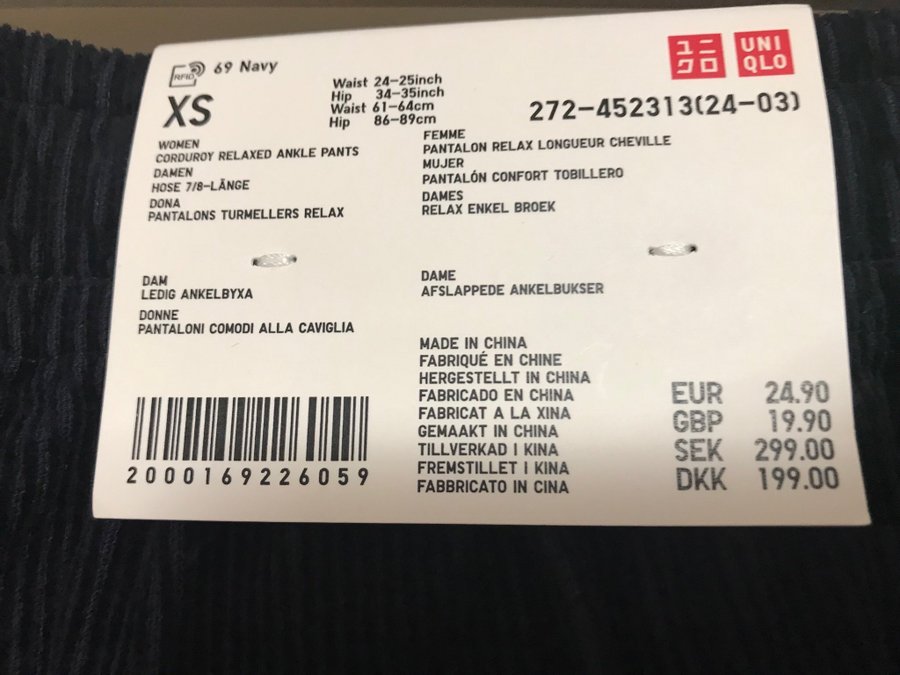 RFID
69 Navy
XS
Waist 24-25inch
Hip 34-35inch
Waist 61-64cm
Hip 86-89cm
ユニ
クロ
UNI
QLO
272-452313(24-03)
WOMEN
CORDUROY RELAXED ANKLE PANTS
DAMEN
HOSE 7/8-LÄNGE
DONA
PANTALONS TURMELLERS RELAX
FEMME
PANTALON RELAX LONGUEUR CHEVILLE
MUJER
PANTALÓN CONFORT TOBILLERO
DAMES
RELAX ENKEL BROEK
DAM
LEDIG ANKELBYXA
DONNE
PANTALONI COMODI ALLA CAVIGLIA
DAME
AFSLAPPEDE ANKELBUKSER
MADE IN CHINA
FABRIQUÉ EN CHINE
HERGESTELLT IN CHINA
FABRICADO EN CHINA
FABRICAT A LA XINA
GEMAAKT IN CHINA
TILLVERKAD I KINA
FREMSTILLET I KINA
FABBRICATO IN CINA
EUR 24.90
GBP 19.90
SEK 299.00
DKK 199.00
2000169226059